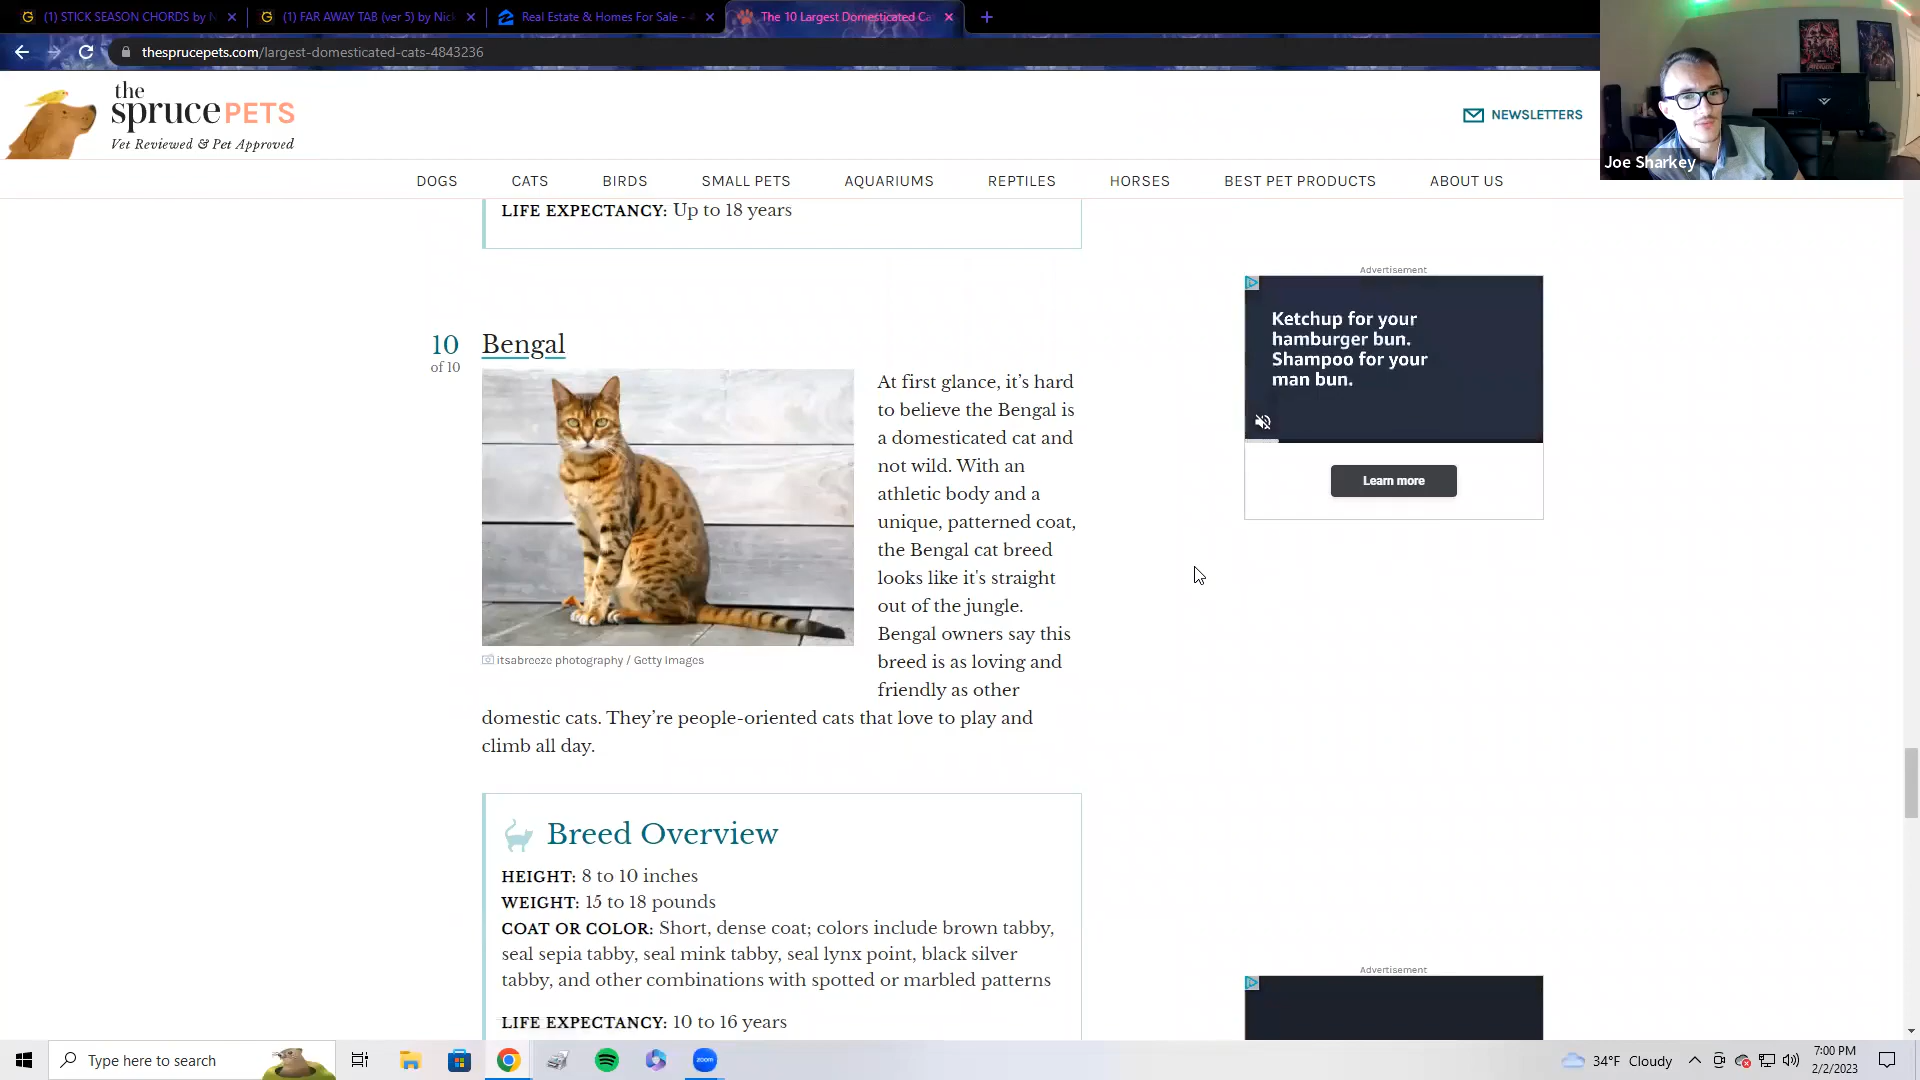 (1) STICK SEASON CHORDS by N
(1) FAR AWAY TAB (ver 5) by Nick
Real Estate & Homes For Sale -
The 10 Largest Domesticated Ca
thesprucepets.com/largest-domesticated-cats-4843236
the
spruce PETS
Vet Reviewed & Pet Approved
NEWSLETTERS
Joe Sharkey
DOGS
CATS
BIRDS
SMALL PETS
AQUARIUMS
REPTILES
HORSES
BEST PET PRODUCTS
ABOUT US
LIFE EXPECTANCY: Up to 18 years
10
of 10
Bengal
At first glance, it’s hard
to believe the Bengal is
a domesticated cat and
not wild. With an
athletic body and a
unique, patterned coat,
the Bengal cat breed
looks like it's straight
out of the jungle.
Bengal owners say this
breed is as loving and
friendly as other
domestic cats. They’re people-oriented cats that love to play and
climb all day.
itsabreeze photography / Getty Images
Breed Overview
HEIGHT: 8 to 10 inches
WEIGHT: 15 to 18 pounds
COAT OR COLOR: Short, dense coat; colors include brown tabby,
seal sepia tabby, seal mink tabby, seal lynx point, black silver
tabby, and other combinations with spotted or marbled patterns
LIFE EXPECTANCY: 10 to 16 years
Advertisement
Ketchup for your
hamburger bun.
Shampoo for your
man bun.
Learn more
Advertisement
Type here to search
zoom
34°F Cloudy
7:00 PM
2/2/2023